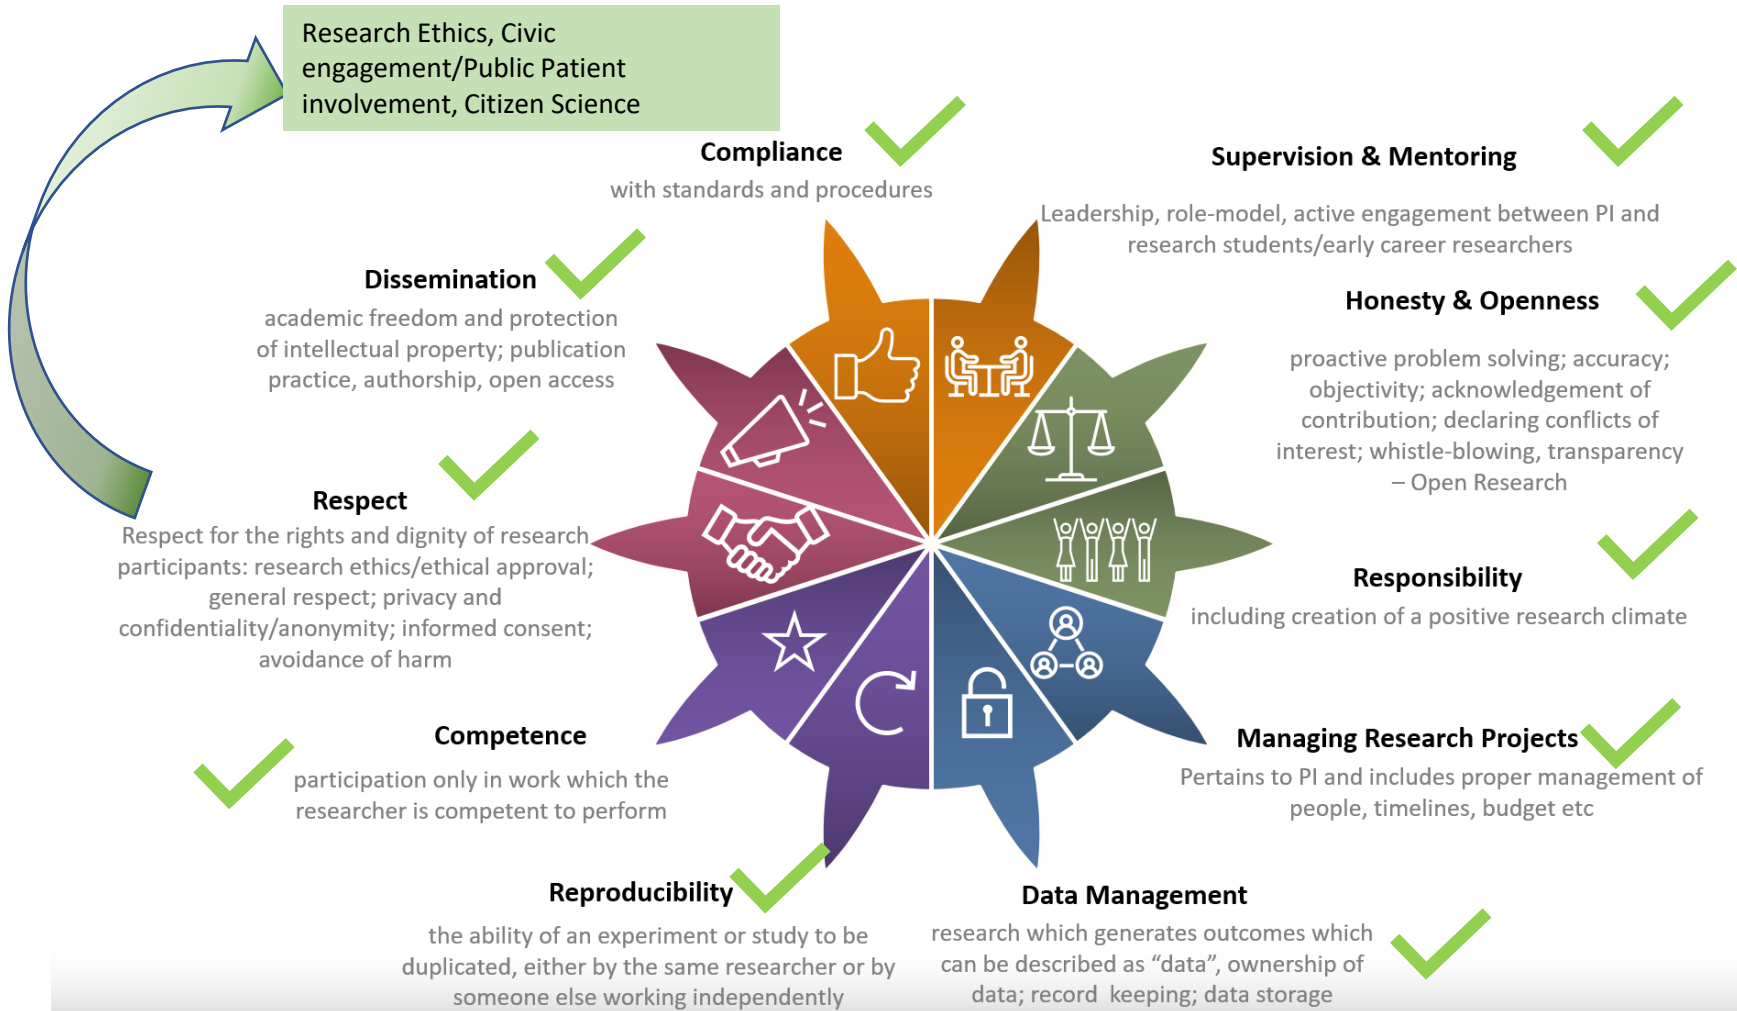 Research Ethics, Civic
engagement/Public Patient
involvement, Citizen Science
Compliance
with standards and procedures
Supervision & Mentoring
Leadership, role-model, active engagement between PI and
research students/early career researchers
Dissemination
academic freedom and protection
of intellectual property; publication
practice, authorship, open access
Honesty & Openness
proactive problem solving; accuracy;
objectivity; acknowledgement of
contribution; declaring conflicts of
interest; whistle-blowing, transparency
– Open Research
Respect
Respect for the rights and dignity of research
participants: research ethics/ethical approval;
general respect; privacy and
confidentiality/anonymity; informed consent;
avoidance of harm
Responsibility
including creation of a positive research climate
Competence
participation only in work which the
researcher is competent to perform
Managing Research Projects
Pertains to PI and includes proper management of
people, timelines, budget etc
Reproducibility
the ability of an experiment or study to be
duplicated, either by the same researcher or by
someone else working independently
Data Management
research which generates outcomes which
can be described as “data”, ownership of
data; record keeping; data storage